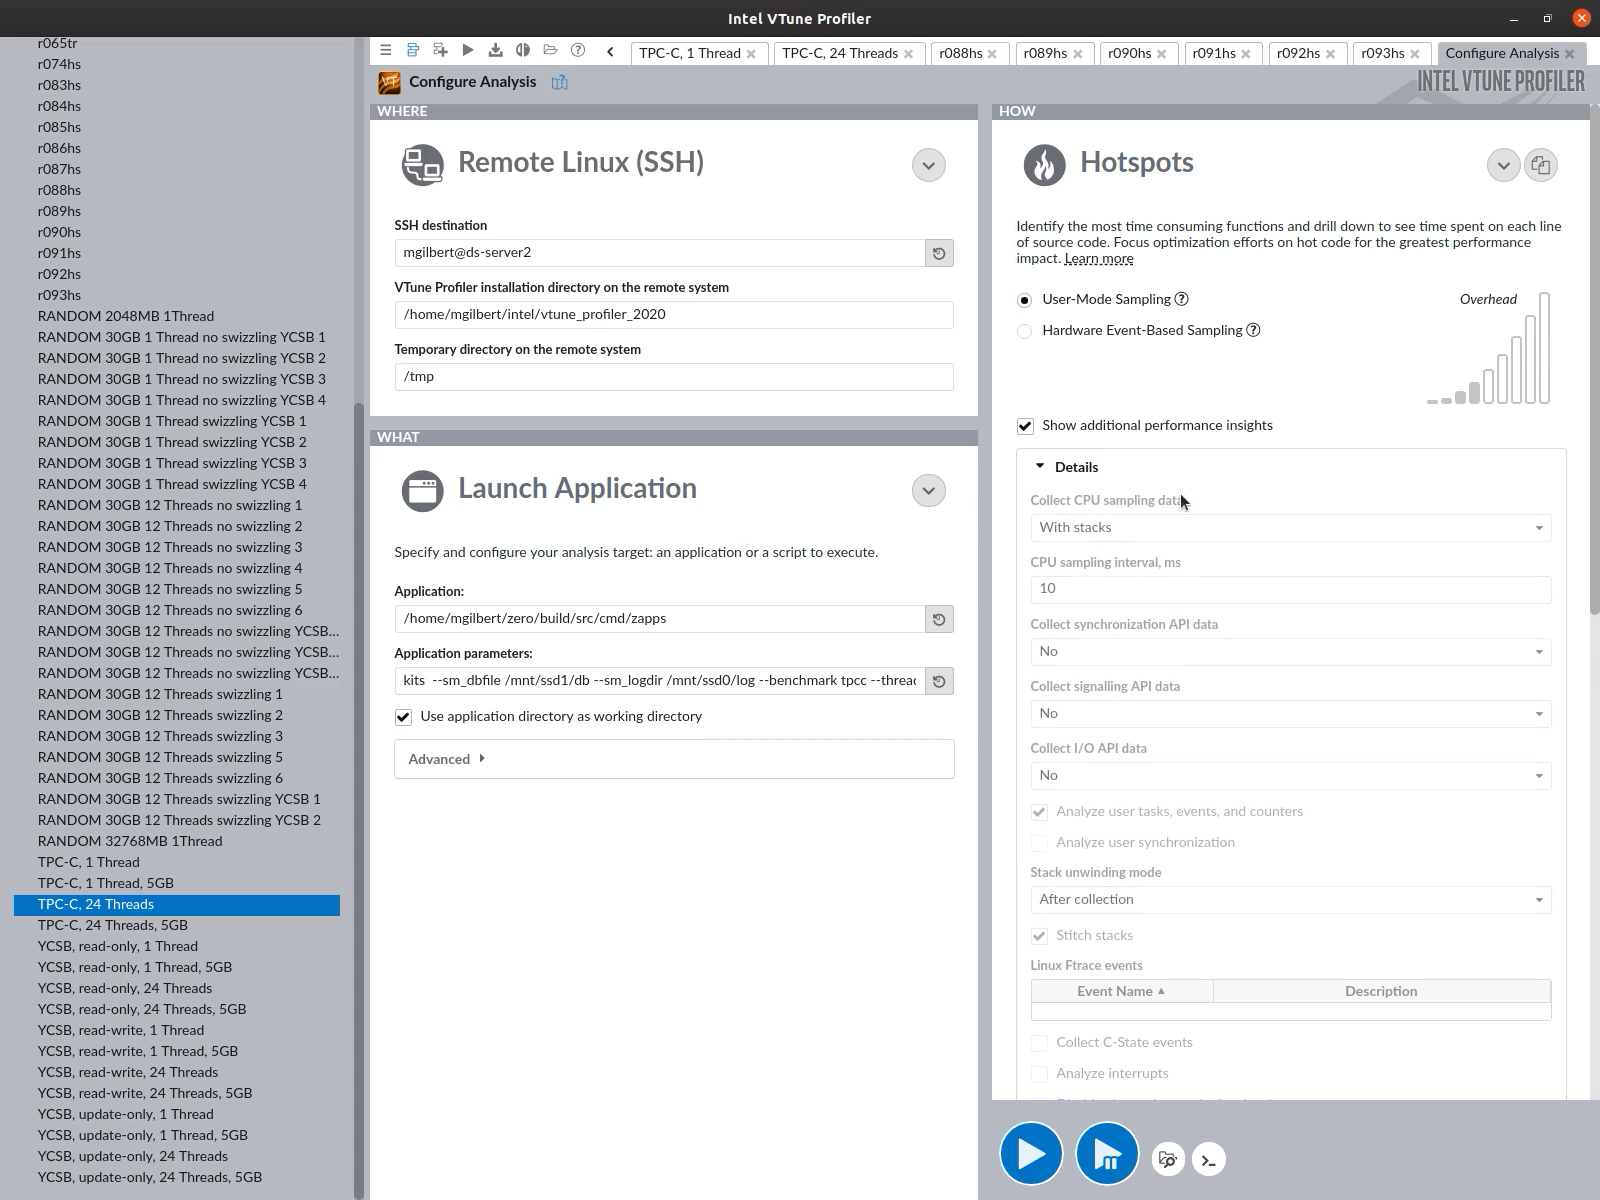 Intel VTune Profiler
r065tr
r074hs
r083hs
r084hs
r085hs
r086hs
r087hs
r088hs
r089hs
r090hs
r091hs
r092hs
r093hs
RANDOM 2048MB 1Thread
RANDOM 30GB 1 Thread no swizzling YCSB 1
RANDOM 30GB 1 Thread no swizzling YCSB 2
RANDOM 30GB 1 Thread no swizzling YCSB 3
RANDOM 30GB 1 Thread no swizzling YCSB 4
RANDOM 30GB 1 Thread swizzling YCSB 1
RANDOM 30GB 1 Thread swizzling YCSB 2
RANDOM 30GB 1 Thread swizzling YCSB 3
RANDOM 30GB 1 Thread swizzling YCSB 4
RANDOM 30GB 12 Threads no swizzling 1
RANDOM 30GB 12 Threads no swizzling 2
RANDOM 30GB 12 Threads no swizzling 3
RANDOM 30GB 12 Threads no swizzling 4
RANDOM 30GB 12 Threads no swizzling 5
RANDOM 30GB 12 Threads no swizzling 6
RANDOM 30GB 12 Threads no swizzling YCSB...
RANDOM 30GB 12 Threads no swizzling YCSB...
RANDOM 30GB 12 Threads no swizzling YCSB...
RANDOM 30GB 12 Threads swizzling 1
RANDOM 30GB 12 Threads swizzling 2
RANDOM 30GB 12 Threads swizzling 3
RANDOM 30GB 12 Threads swizzling 5
RANDOM 30GB 12 Threads swizzling 6
RANDOM 30GB 12 Threads swizzling YCSB 1
RANDOM 30GB 12 Threads swizzling YCSB 2
RANDOM 32768MB 1Thread
TPC-C, 1 Thread
TPC-C, 1 Thread, 5GB
TPC-C, 24 Threads
TPC-C, 24 Threads, 5GB
YCSB, read-only, 1 Thread
YCSB, read-only, 1 Thread, 5GB
YCSB, read-only, 24 Threads
YCSB, read-only, 24 Threads, 5GB
YCSB, read-write, 1 Thread
YCSB, read-write, 1 Thread, 5GB
YCSB, read-write, 24 Threads
YCSB, read-write, 24 Threads, 5GB
YCSB, update-only, 1 Thread
YCSB, update-only, 1 Thread, 5GB
YCSB, update-only, 24 Threads
YCSB, update-only, 24 Threads, 5GB
TPC-C, 1 Thread TPC-C, 24 Threads r088hs r089hs r090hs r091hs r092hs r093hs Configure Analysis
Configure Analysis
INTEL VTUNE PROFILER
WHERE
Remote Linux (SSH)
SSH destination
mgilbert@ds-server2
VTune Profiler installation directory on the remote system
/home/mgilbert/intel/vtune_profiler_2020
Temporary directory on the remote system
/tmp
WHAT
Launch Application
Specify and configure your analysis target: an application or a script to execute.
Application:
/home/mgilbert/zero/build/src/cmd/zapps
Application parameters:
kits --sm_dbfile /mnt/ssd1/db --sm_logdir /mnt/ssd0/log --benchmark tpcc --threac
Use application directory as working directory
Advanced
HOW
Hotspots
Identify the most time consuming functions and drill down to see time spent on each line
of source code. Focus optimization efforts on hot code for the greatest performance
impact. Learn more
User-Mode Sampling ?
Overhead
Hardware Event-Based Sampling ?
Show additional performance insights
Details
Collect CPU sampling data
With stacks
CPU sampling interval, ms
10
Collect synchronization API data
No
Collect signalling API data
No
Collect I/O API data
No
Analyze user tasks, events, and counters
Analyze user synchronization
Stack unwinding mode
After collection
Stitch stacks
Linux Ftrace events
Event Name Description
Collect C-State events
Analyze interrupts